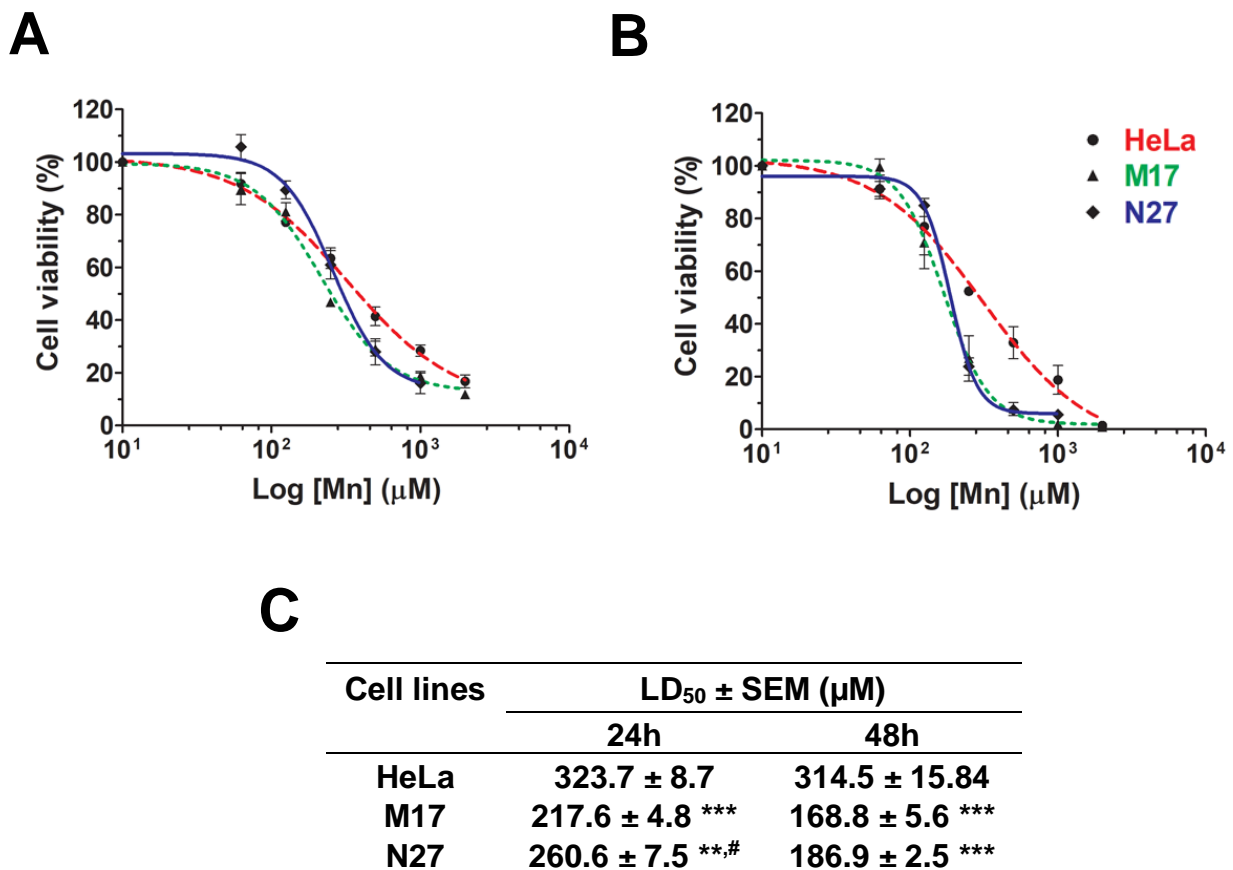 A
B
120
100
80
60
40
20
0
Cell viability (%)
10¹ 10² 10³ 10⁴
Log [Mn] (μM)
120
100
80
60
40
20
0
Cell viability (%)
10¹ 10² 10³ 10⁴
Log [Mn] (μM)
HeLa
M17
N27
C
Cell lines LD₅₀ ± SEM (μM)
24h 48h
HeLa 323.7 ± 8.7 314.5 ± 15.84
M17 217.6 ± 4.8 *** 168.8 ± 5.6 ***
N27 260.6 ± 7.5 **,# 186.9 ± 2.5 ***